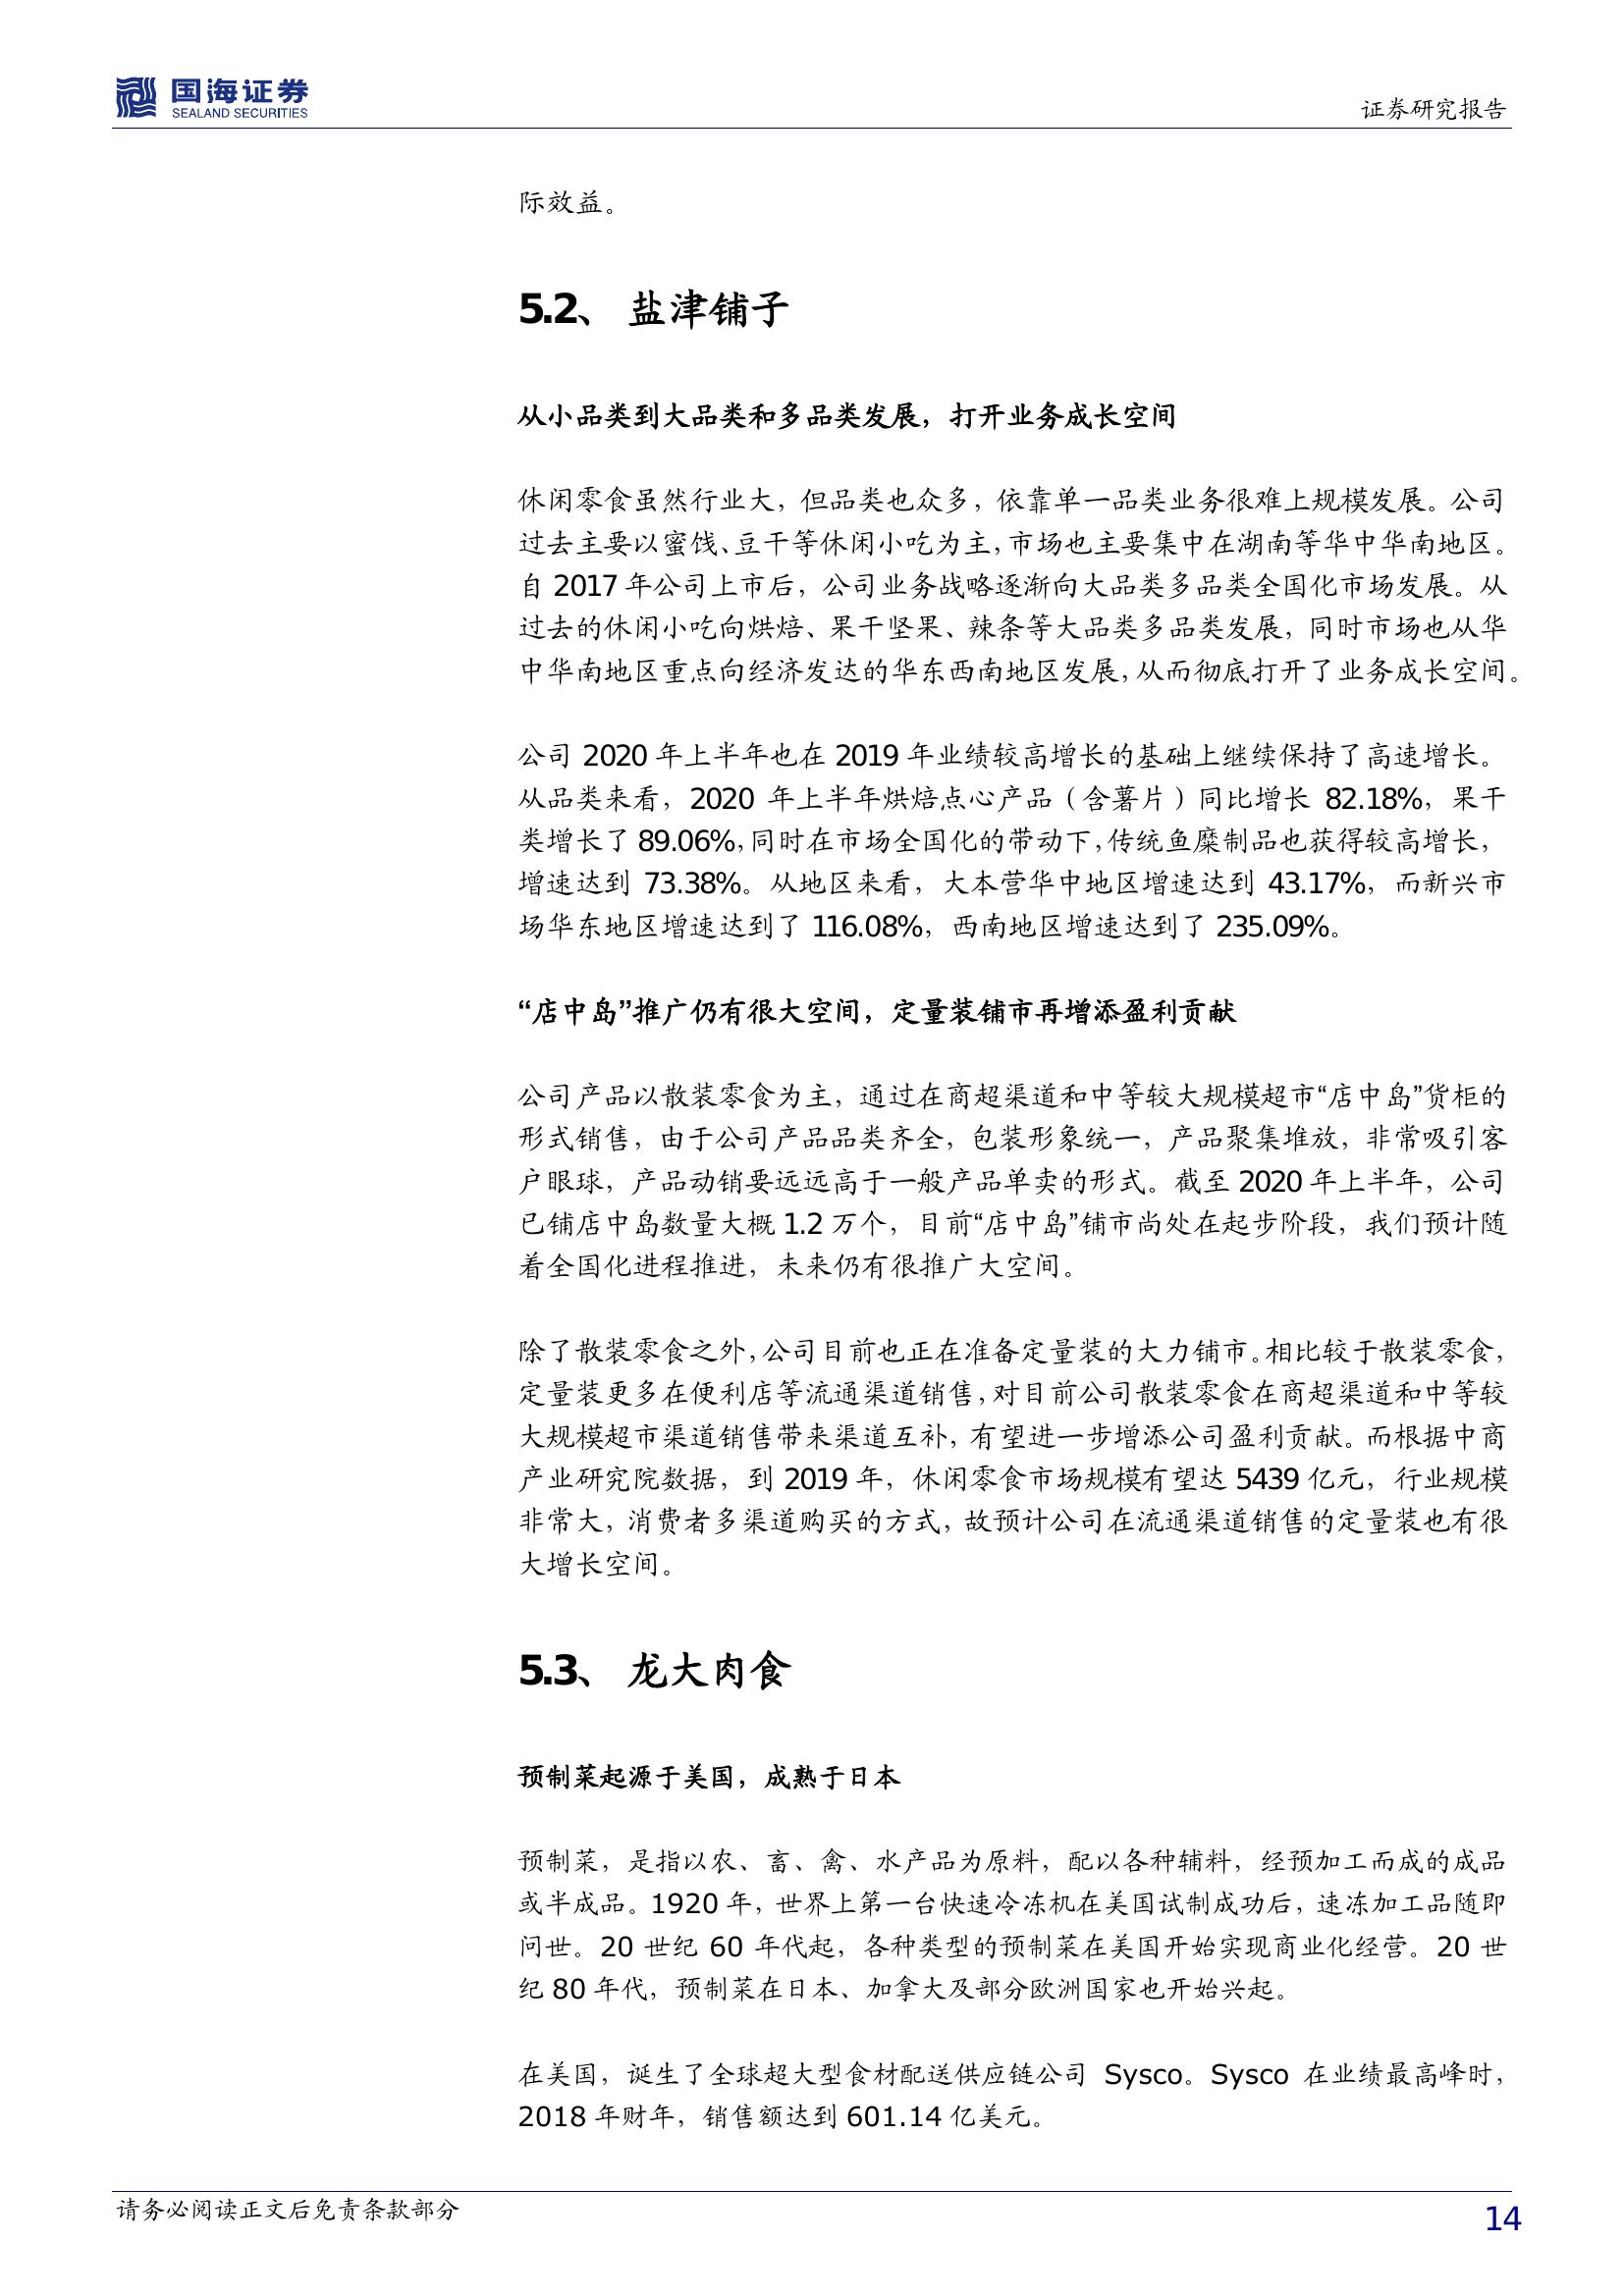 国海证券
SEALAND SECURITIES
证券研究报告
际效益。
5.2、 盐津铺子
从小品类到大品类和多品类发展，打开业务成长空间
休闲零食虽然行业大，但品类也众多，依靠单一品类业务很难上规模发展。公司
过去主要以蜜饯、豆干等休闲小吃为主，市场也主要集中在湖南等华中华南地区。
自 2017 年公司上市后，公司业务战略逐渐向大品类多品类全国化市场发展。从
过去的休闲小吃向烘焙、果干坚果、辣条等大品类多品类发展，同时市场也从华
中华南地区重点向经济发达的华东西南地区发展，从而彻底打开了业务成长空间。
公司 2020 年上半年也在 2019 年业绩较高增长的基础上继续保持了高速增长。
从品类来看，2020 年上半年烘焙点心产品（含薯片）同比增长 82.18%，果干
类增长了 89.06%，同时在市场全国化的带动下，传统鱼糜制品也获得较高增长，
增速达到 73.38%。从地区来看，大本营华中地区增速达到 43.17%，而新兴市
场华东地区增速达到了 116.08%，西南地区增速达到了 235.09%。
“店中岛”推广仍有很大空间，定量装铺市再增添盈利贡献
公司产品以散装零食为主，通过在商超渠道和中等较大规模超市“店中岛”货柜的
形式销售，由于公司产品品类齐全，包装形象统一，产品聚集堆放，非常吸引客
户眼球，产品动销要远远高于一般产品单卖的形式。截至 2020 年上半年，公司
已铺店中岛数量大概 1.2 万个，目前“店中岛”铺市尚处在起步阶段，我们预计随
着全国化进程推进，未来仍有很推广大空间。
除了散装零食之外，公司目前也正在准备定量装的大力铺市。相比较于散装零食，
定量装更多在便利店等流通渠道销售，对目前公司散装零食在商超渠道和中等较
大规模超市渠道销售带来渠道互补，有望进一步增添公司盈利贡献。而根据中商
产业研究院数据，到 2019 年，休闲零食市场规模有望达 5439 亿元，行业规模
非常大，消费者多渠道购买的方式，故预计公司在流通渠道销售的定量装也有很
大增长空间。
5.3、 龙大肉食
预制菜起源于美国，成熟于日本
预制菜，是指以农、畜、禽、水产品为原料，配以各种辅料，经预加工而成的成品
或半成品。1920 年，世界上第一台快速冷冻机在美国试制成功后，速冻加工品随即
问世。20 世纪 60 年代起，各种类型的预制菜在美国开始实现商业化经营。20 世
纪 80 年代，预制菜在日本、加拿大及部分欧洲国家也开始兴起。
在美国，诞生了全球超大型食材配送供应链公司 Sysco。Sysco 在业绩最高峰时，
2018 年财年，销售额达到 601.14 亿美元。
请务必阅读正文后免责条款部分
14